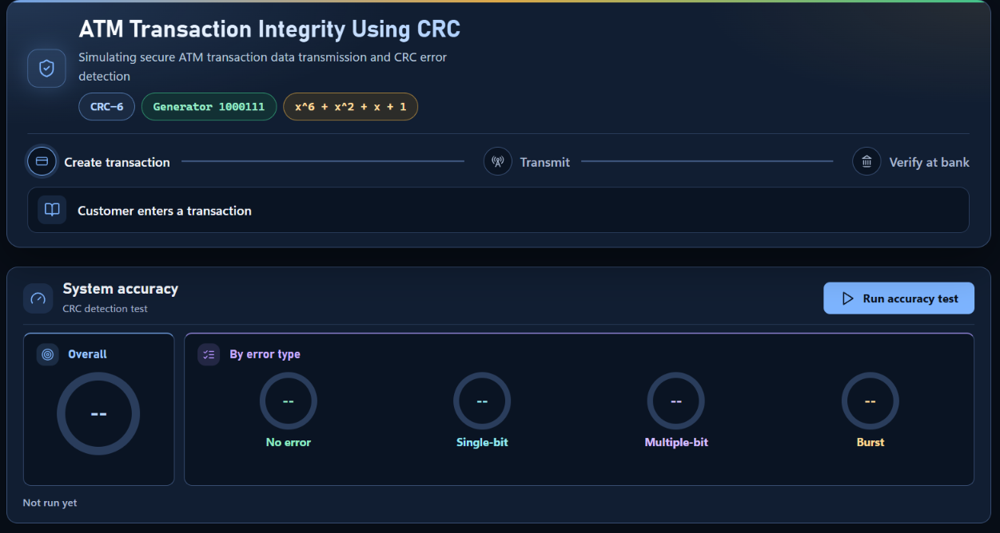 ATM Transaction Integrity Using CRC
Simulating secure ATM transaction data transmission and CRC error
detection
CRC-6
Generator 1000111
x^6 + x^2 + x + 1
Create transaction
Transmit
Verify at bank
Customer enters a transaction
System accuracy
CRC detection test
Run accuracy test
Overall
--
By error type
--
No error
--
Single-bit
--
Multiple-bit
--
Burst
Not run yet